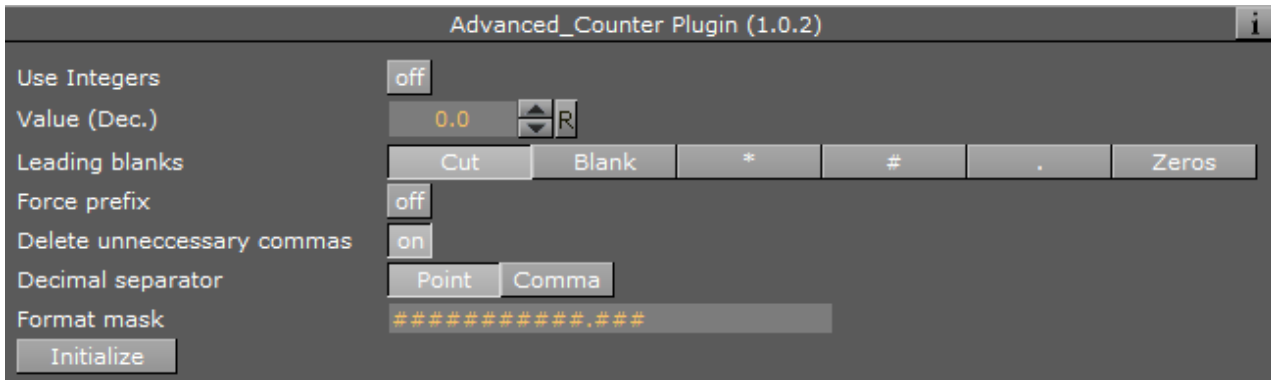 Advanced_Counter Plugin (1.0.2) i
Use Integers off
Value (Dec.) 0.0 R
Leading blanks Cut Blank * # . Zeros
Force prefix off
Delete unneccessary commas on
Decimal separator Point Comma
Format mask ###########.###
Initialize